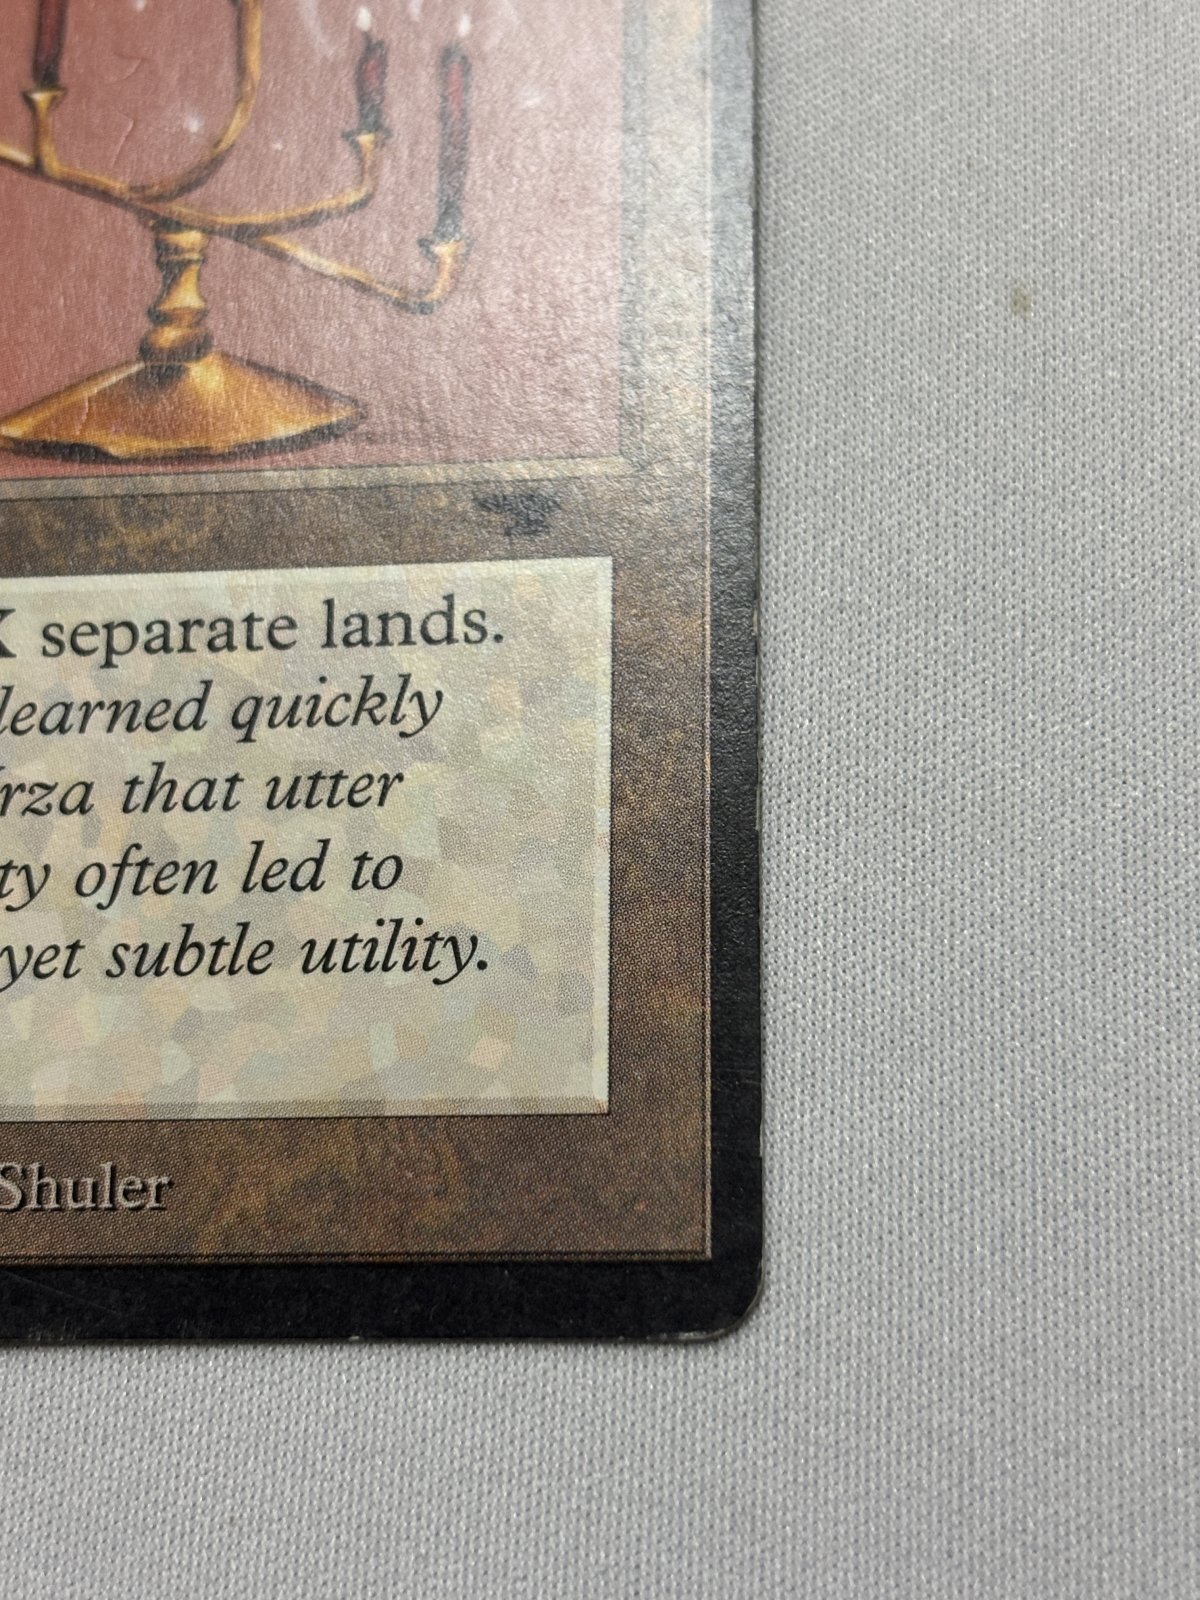 X separate lands.
learned quickly
rza that utter
ty often led to
yet subtle utility.
Shuler